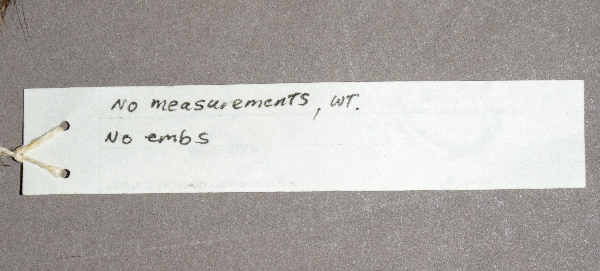 No measurements, WT.
No embs